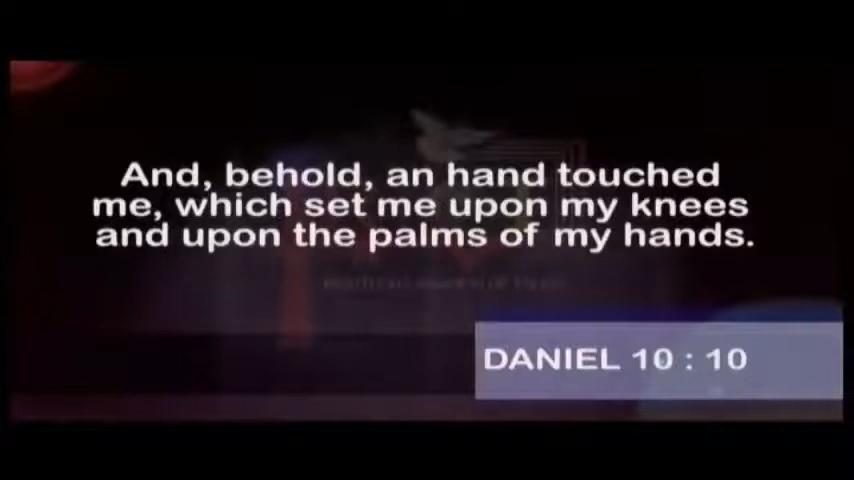 And, behold, an hand touched
me, which set me upon my knees
and upon the palms of my hands.
DANIEL 10 : 10